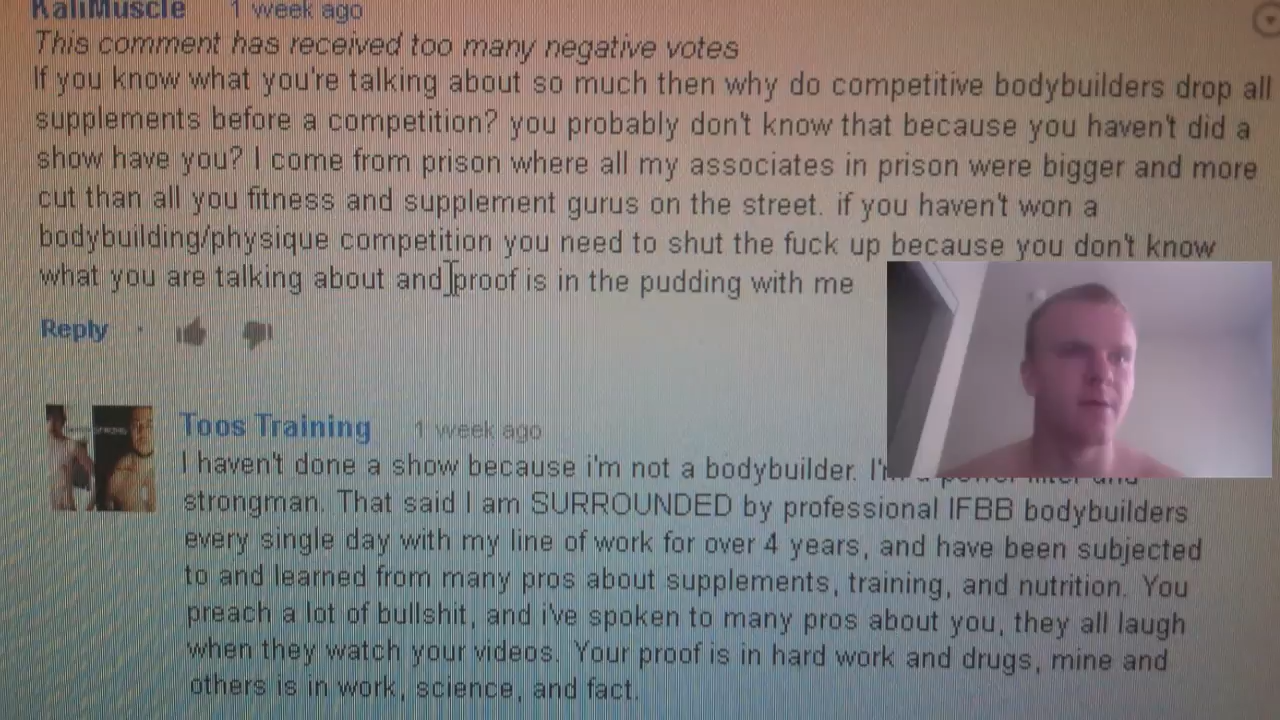 KaliMuscle 1 week ago
This comment has received too many negative votes
If you know what you're talking about so much then why do competitive bodybuilders drop all
supplements before a competition? you probably don't know that because you haven't did a
show have you? I come from prison where all my associates in prison were bigger and more
cut than all you fitness and supplement gurus on the street. if you haven't won a
bodybuilding/physique competition you need to shut the fuck up because you don't know
what you are talking about and proof is in the pudding with me
Reply
Toos Training 1 week ago
I haven't done a show because i'm not a bodybuilder. I'm a power lifter and
strongman. That said I am SURROUNDED by professional IFBB bodybuilders
every single day with my line of work for over 4 years, and have been subjected
to and learned from many pros about supplements, training, and nutrition. You
preach a lot of bullshit, and i've spoken to many pros about you, they all laugh
when they watch your videos. Your proof is in hard work and drugs, mine and
others is in work, science, and fact.